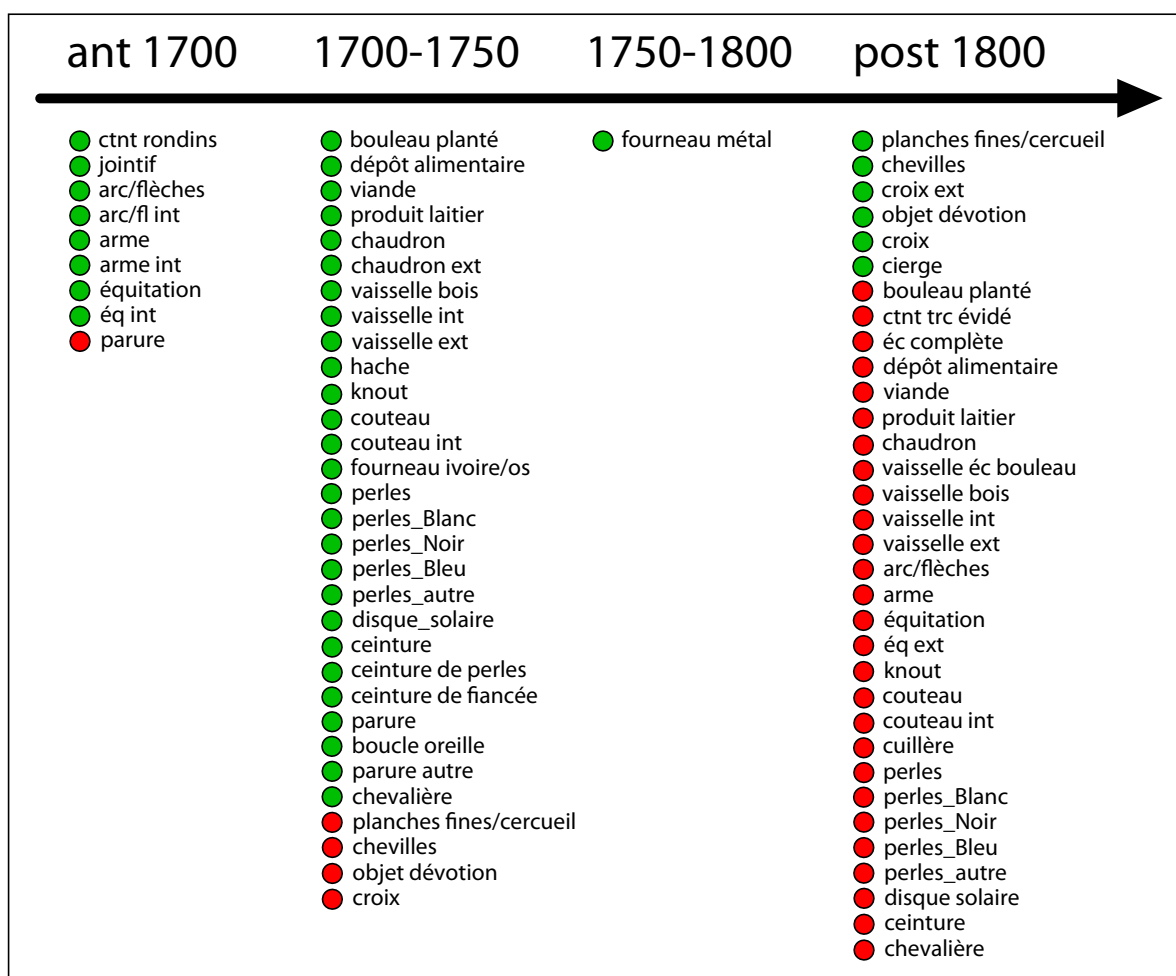 ant 1700
1700-1750
1750-1800
post 1800
ctnt rondins
jointif
arc/flèches
arc/fl int
arme
arme int
équitation
éq int
parure
bouleau planté
dépôt alimentaire
viande
produit laitier
chaudron
chaudron ext
vaisselle bois
vaisselle int
vaisselle ext
hache
knout
couteau
couteau int
fourneau ivoire/os
perles
perles_Blanc
perles_Noir
perles_Bleu
perles_autre
disque_solaire
ceinture
ceinture de perles
ceinture de fiancée
parure
boucle oreille
parure autre
chevalière
planches fines/cercueil
chevilles
objet dévotion
croix
fourneau métal
planches fines/cercueil
chevilles
croix ext
objet dévotion
croix
cierge
bouleau planté
ctnt trc évidé
éc complète
dépôt alimentaire
viande
produit laitier
chaudron
vaisselle éc bouleau
vaisselle bois
vaisselle int
vaisselle ext
arc/flèches
arme
équitation
éq ext
knout
couteau
couteau int
cuillère
perles
perles_Blanc
perles_Noir
perles_Bleu
perles_autre
disque solaire
ceinture
chevalière